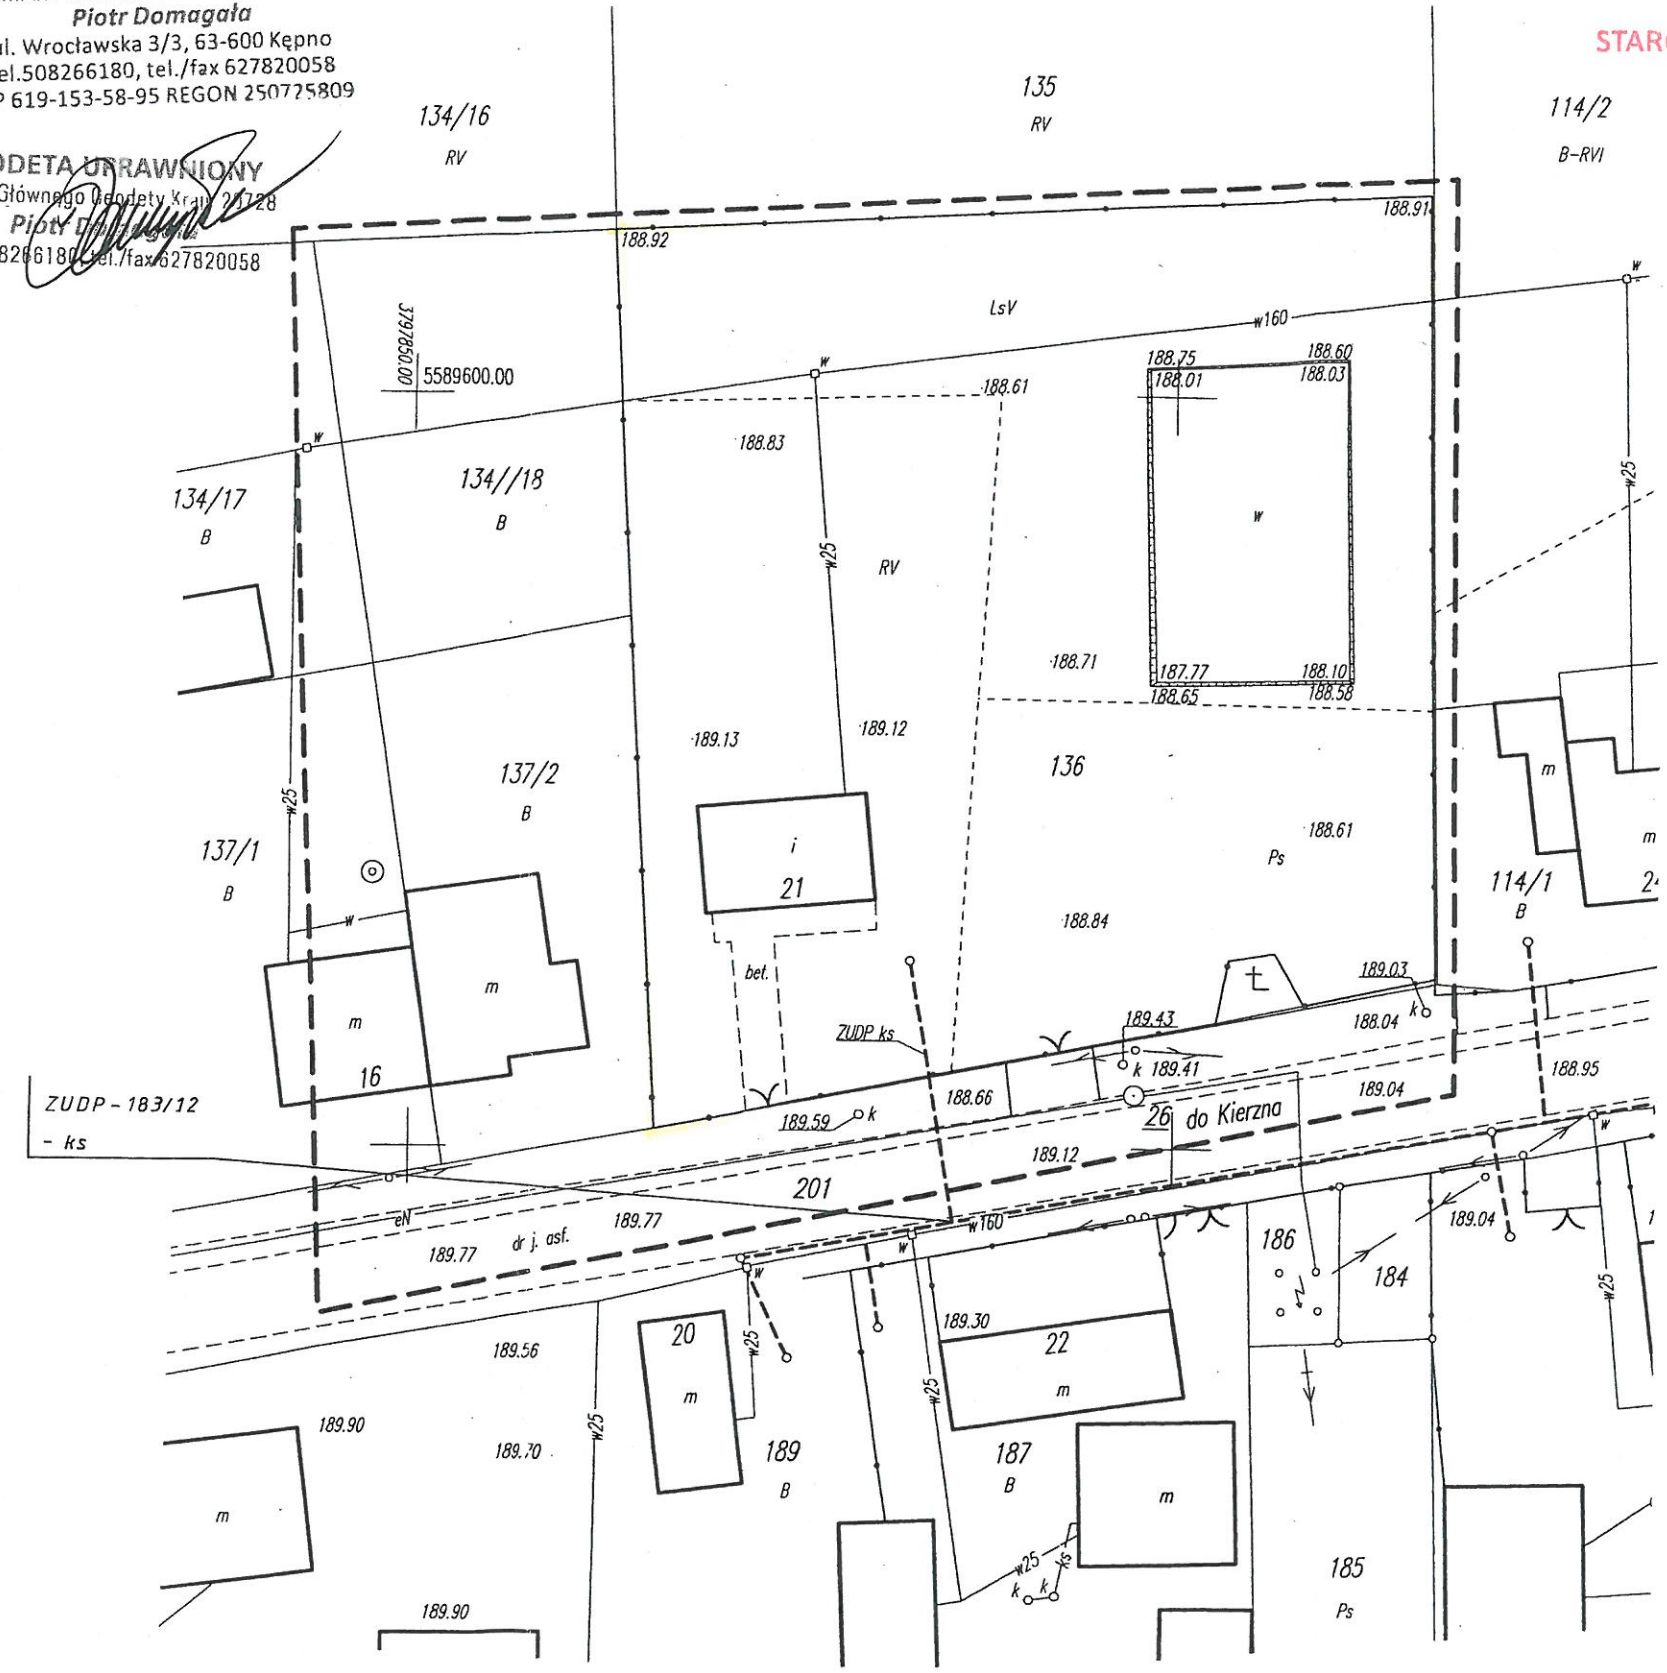 Piotr Domagała
ul. Wrocławska 3/3, 63-600 Kępno
tel.508266180, tel./fax 627820058
P 619-153-58-95 REGON 250725809
ODETA UPRAWNIONY
Głównego Geodety Kraju 20728
Piotr
8266180, tel./fax 627820058
STAR
134/16
RV
135
RV
114/2
B-RVI
188.91
188.92
LsV
w160
w
w
w
3797850.00
5589600.00
188.75
188.60
188.01
188.03
188.61
188.83
134/17
B
134//18
B
w25
w25
RV
w
188.71
187.77
188.10
188.65
188.58
189.13
189.12
136
137/2
B
w25
137/1
B
i
21
188.61
Ps
m
m
24
114/1
B
188.84
w
m
m
16
bet.
ZUDP ks
189.03
k
188.04
189.43
k
189.41
188.95
188.66
189.04
ZUDP-183/12
- ks
189.59
k
26
do Kierzna
189.12
201
189.77
eN
189.77
dr j. asf.
w160
w
w
w
189.04
186
184
189.56
20
m
w25
189.30
22
m
w25
w25
w25
189.90
189.70
189
B
187
B
m
m
w25
ks
k
k
185
Ps
189.90